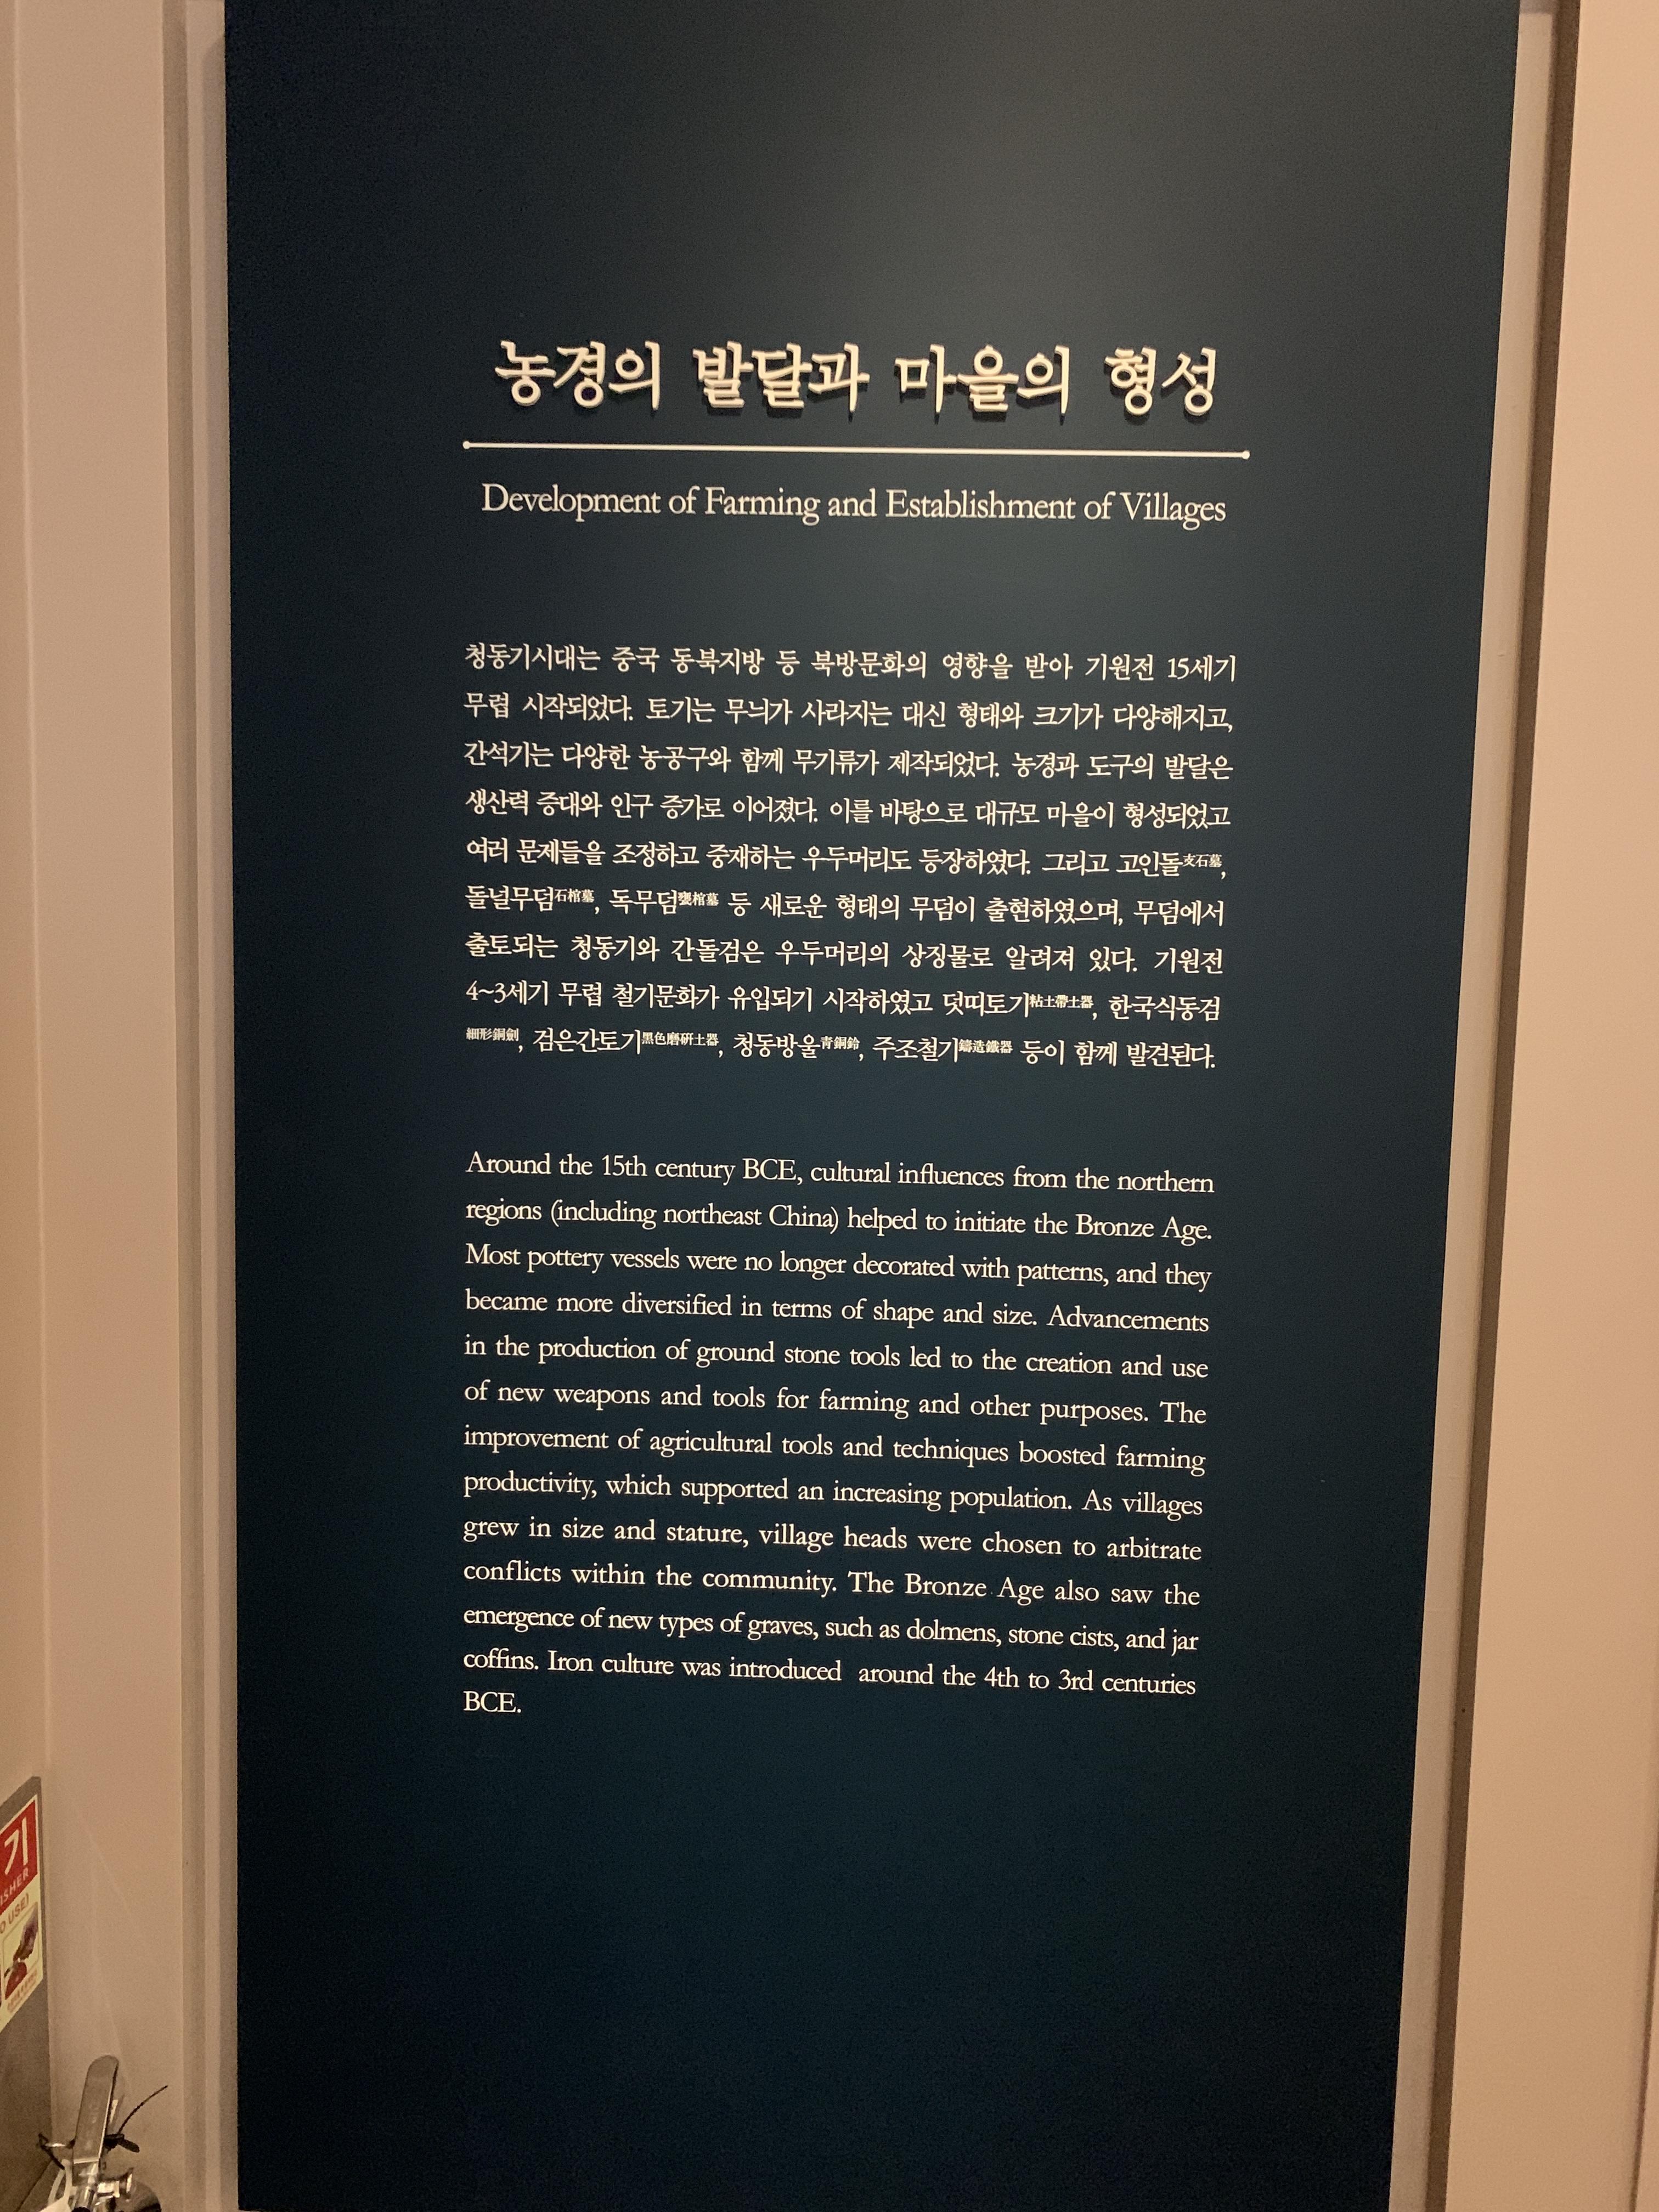 농경의 발달과 마을의 형성
Development of Farming and Establishment of Villages
청동기시대는 중국 동북지방 등 북방문화의 영향을 받아 기원전 15세기
무렵 시작되었다. 토기는 무늬가 사라지는 대신 형태와 크기가 다양해지고,
간석기는 다양한 농공구와 함께 무기류가 제작되었다. 농경과 도구의 발달은
생산력 증대와 인구 증가로 이어졌다. 이를 바탕으로 대규모 마을이 형성되었고
여러 문제들을 조정하고 중재하는 우두머리도 등장하였다. 그리고 고인돌支石墓,
돌널무덤石棺墓, 독무덤甕棺墓 등 새로운 형태의 무덤이 출현하였으며, 무덤에서
출토되는 청동기와 간돌검은 우두머리의 상징물로 알려져 있다. 기원전
4~3세기 무렵 철기문화가 유입되기 시작하였고 덧띠토기粘土帶土器, 한국식동검
細形銅劍, 검은간토기黑色磨硏土器, 청동방울靑銅鈴, 주조철기鑄造鐵器 등이 함께 발견된다.
Around the 15th century BCE, cultural influences from the northern
regions (including northeast China) helped to initiate the Bronze Age.
Most pottery vessels were no longer decorated with patterns, and they
became more diversified in terms of shape and size. Advancements
in the production of ground stone tools led to the creation and use
of new weapons and tools for farming and other purposes. The
improvement of agricultural tools and techniques boosted farming
productivity, which supported an increasing population. As villages
grew in size and stature, village heads were chosen to arbitrate
conflicts within the community. The Bronze Age also saw the
emergence of new types of graves, such as dolmens, stone cists, and jar
coffins. Iron culture was introduced around the 4th to 3rd centuries
BCE.
기
ISHER
O USE)